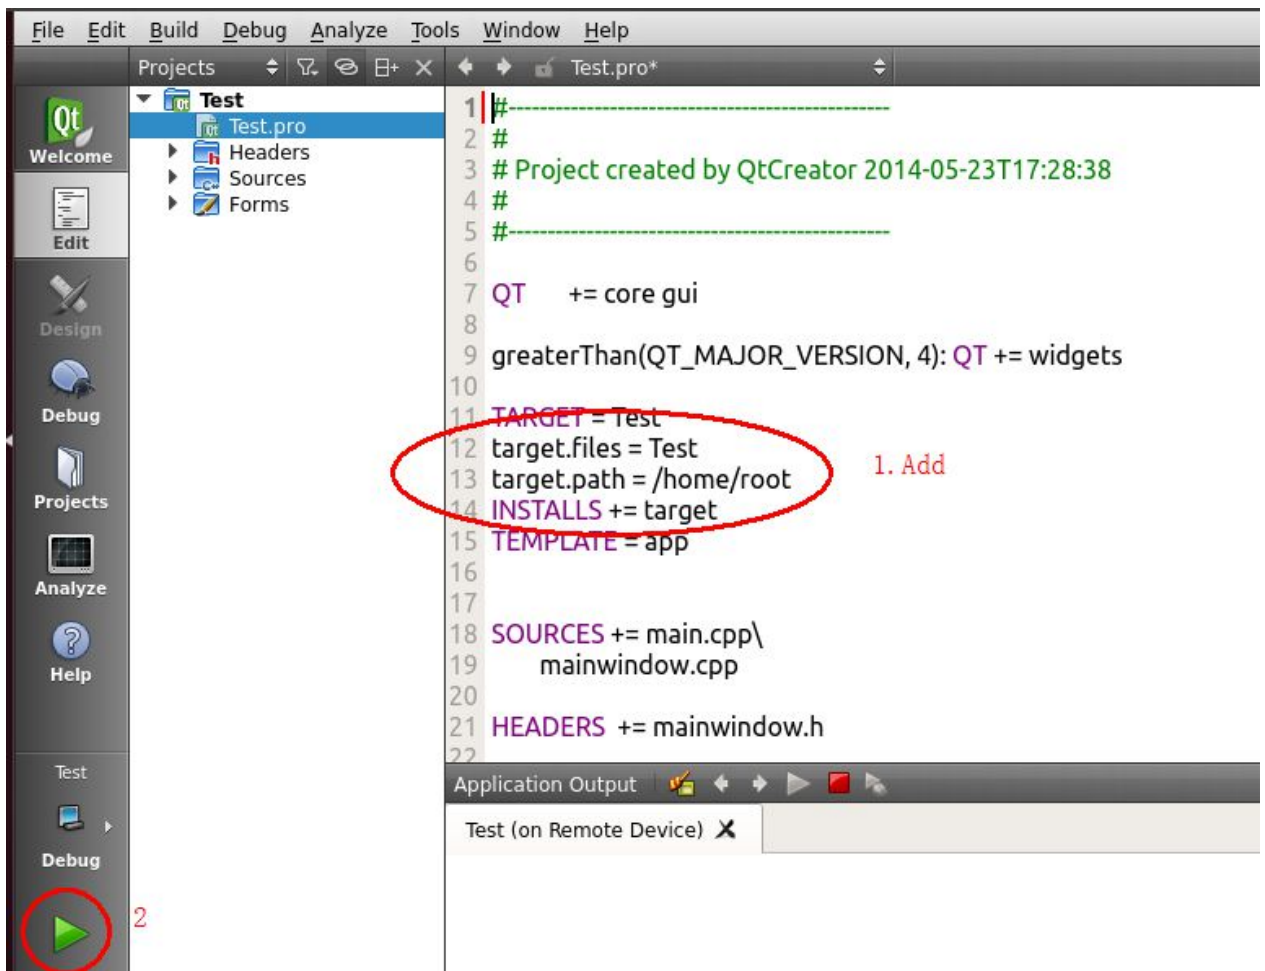 File Edit Build Debug Analyze Tools Window Help
Projects Test.pro*
Welcome
Edit
Design
Debug
Projects
Analyze
Help
Test
Debug
2
Test
Test.pro
Headers
Sources
Forms
1 #------------------------------------------------
2 #
3 # Project created by QtCreator 2014-05-23T17:28:38
4 #
5 #------------------------------------------------
6
7 QT += core gui
8
9 greaterThan(QT_MAJOR_VERSION, 4): QT += widgets
10
11 TARGET = Test
12 target.files = Test
13 target.path = /home/root
14 INSTALLS += target
15 TEMPLATE = app
16
17
18 SOURCES += main.cpp\
19 mainwindow.cpp
20
21 HEADERS += mainwindow.h
22
1. Add
Application Output
Test (on Remote Device)